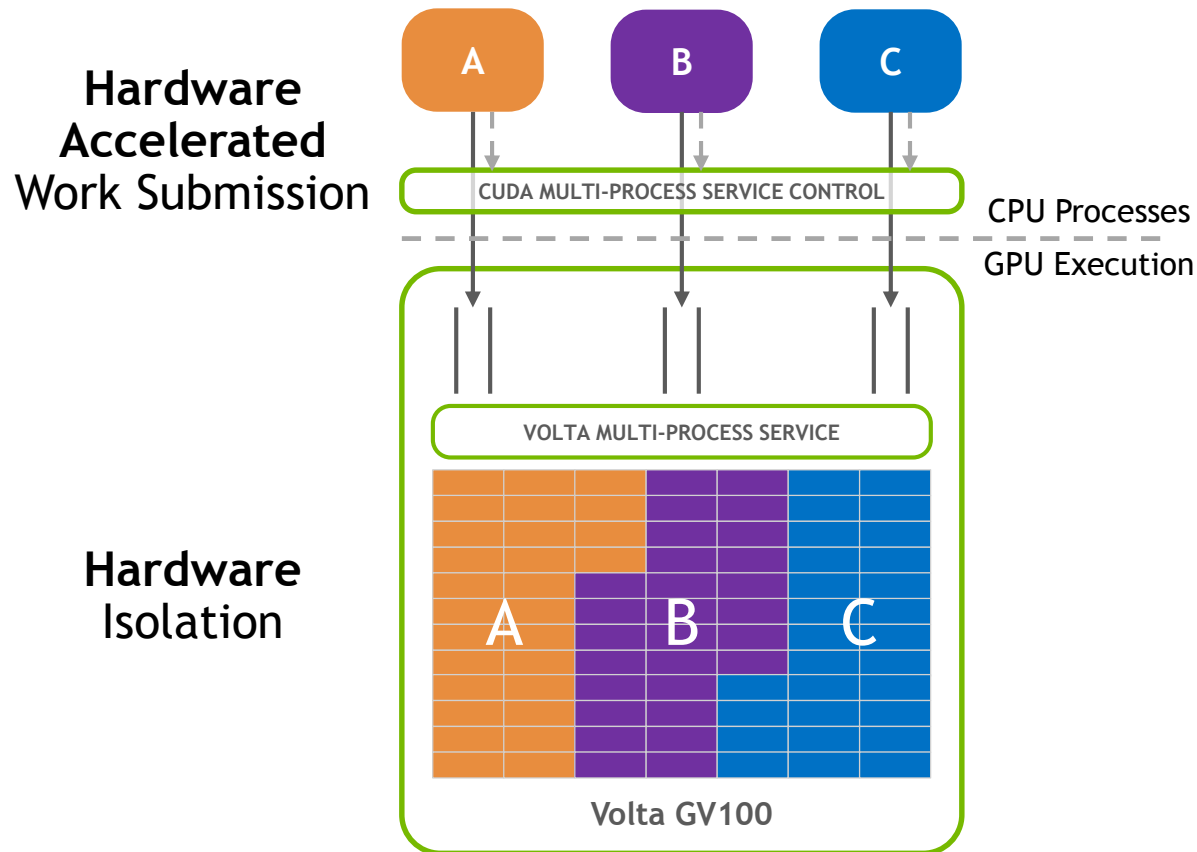 A
B
C
Hardware
Accelerated
Work Submission
CUDA MULTI-PROCESS SERVICE CONTROL
CPU Processes
GPU Execution
VOLTA MULTI-PROCESS SERVICE
Hardware
Isolation
A
B
C
Volta GV100